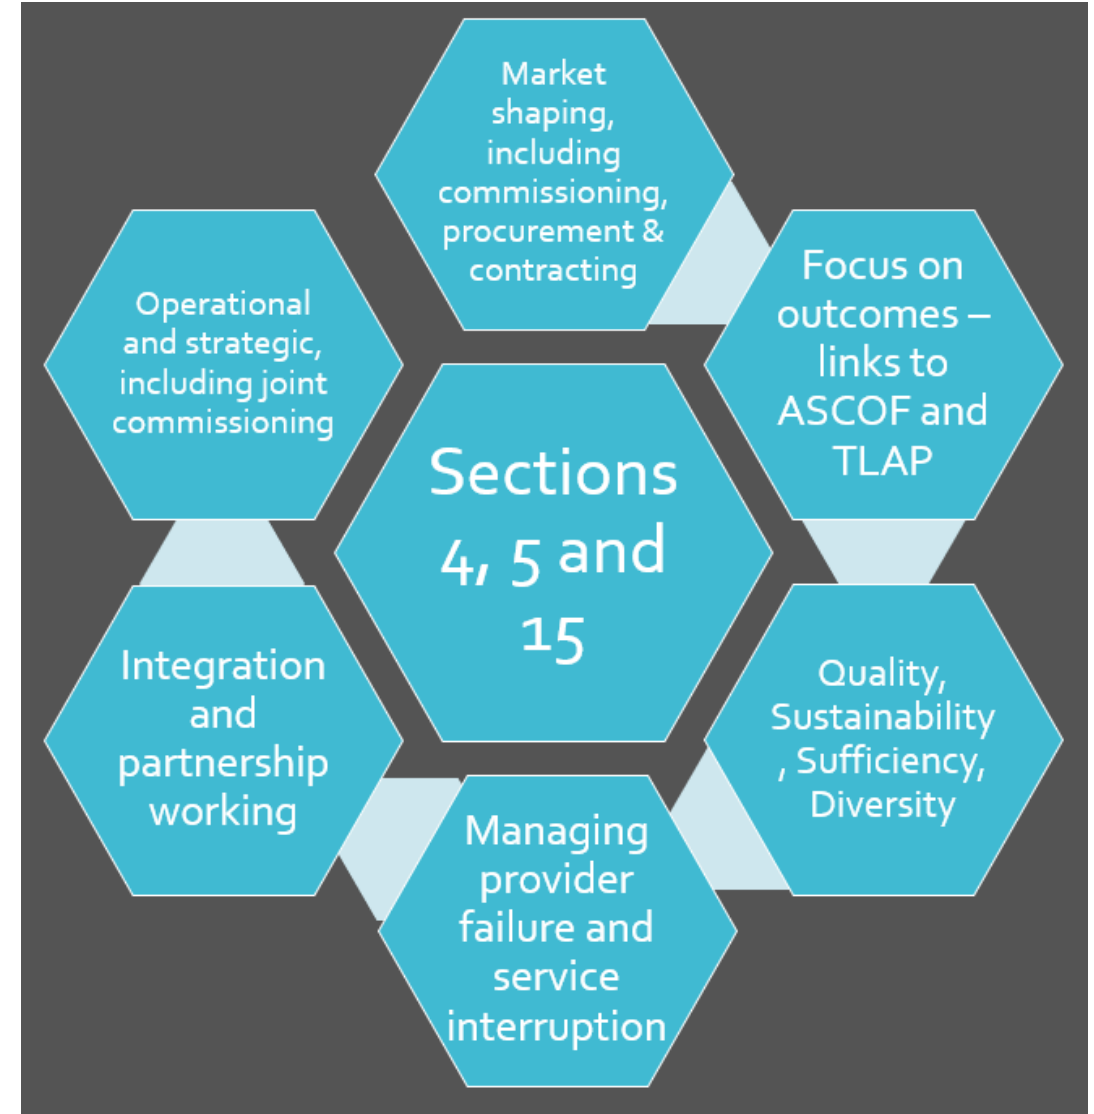 Market
shaping,
including
commissioning,
procurement &
contracting
Focus on
outcomes –
links to
ASCOF and
TLAP
Quality,
Sustainability
, Sufficiency,
Diversity
Managing
provider
failure and
service
interruption
Integration
and
partnership
working
Operational
and strategic,
including joint
commissioning
Sections
4, 5 and
15